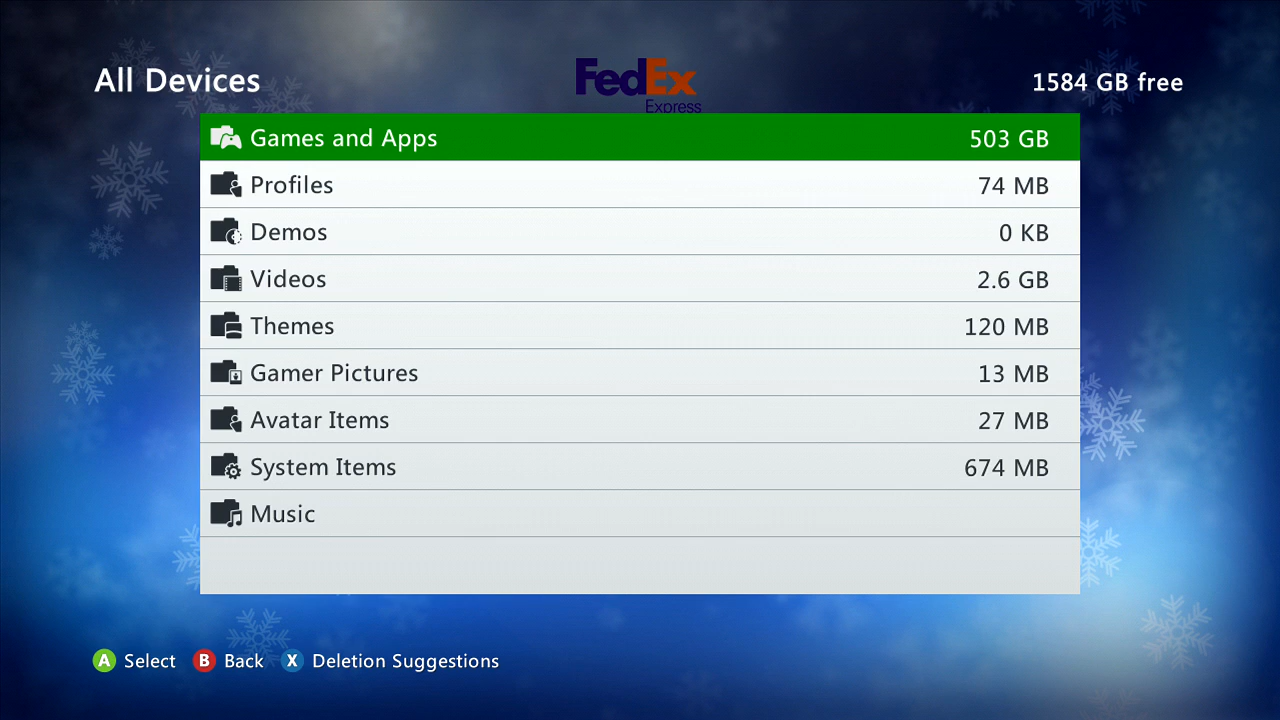 All Devices
FedEx
Express
1584 GB free
Games and Apps 503 GB
Profiles 74 MB
Demos 0 KB
Videos 2.6 GB
Themes 120 MB
Gamer Pictures 13 MB
Avatar Items 27 MB
System Items 674 MB
Music
A Select B Back X Deletion Suggestions